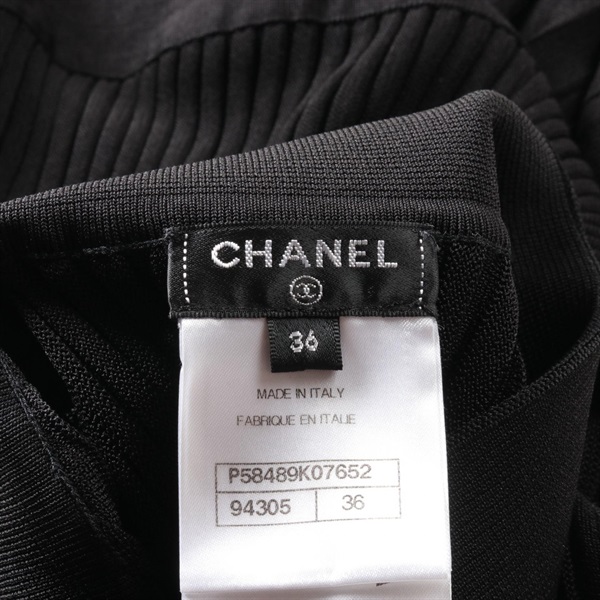 CHANEL
36
MADE IN ITALY
FABRIQUE EN ITALIE
P58489K07652
94305 36